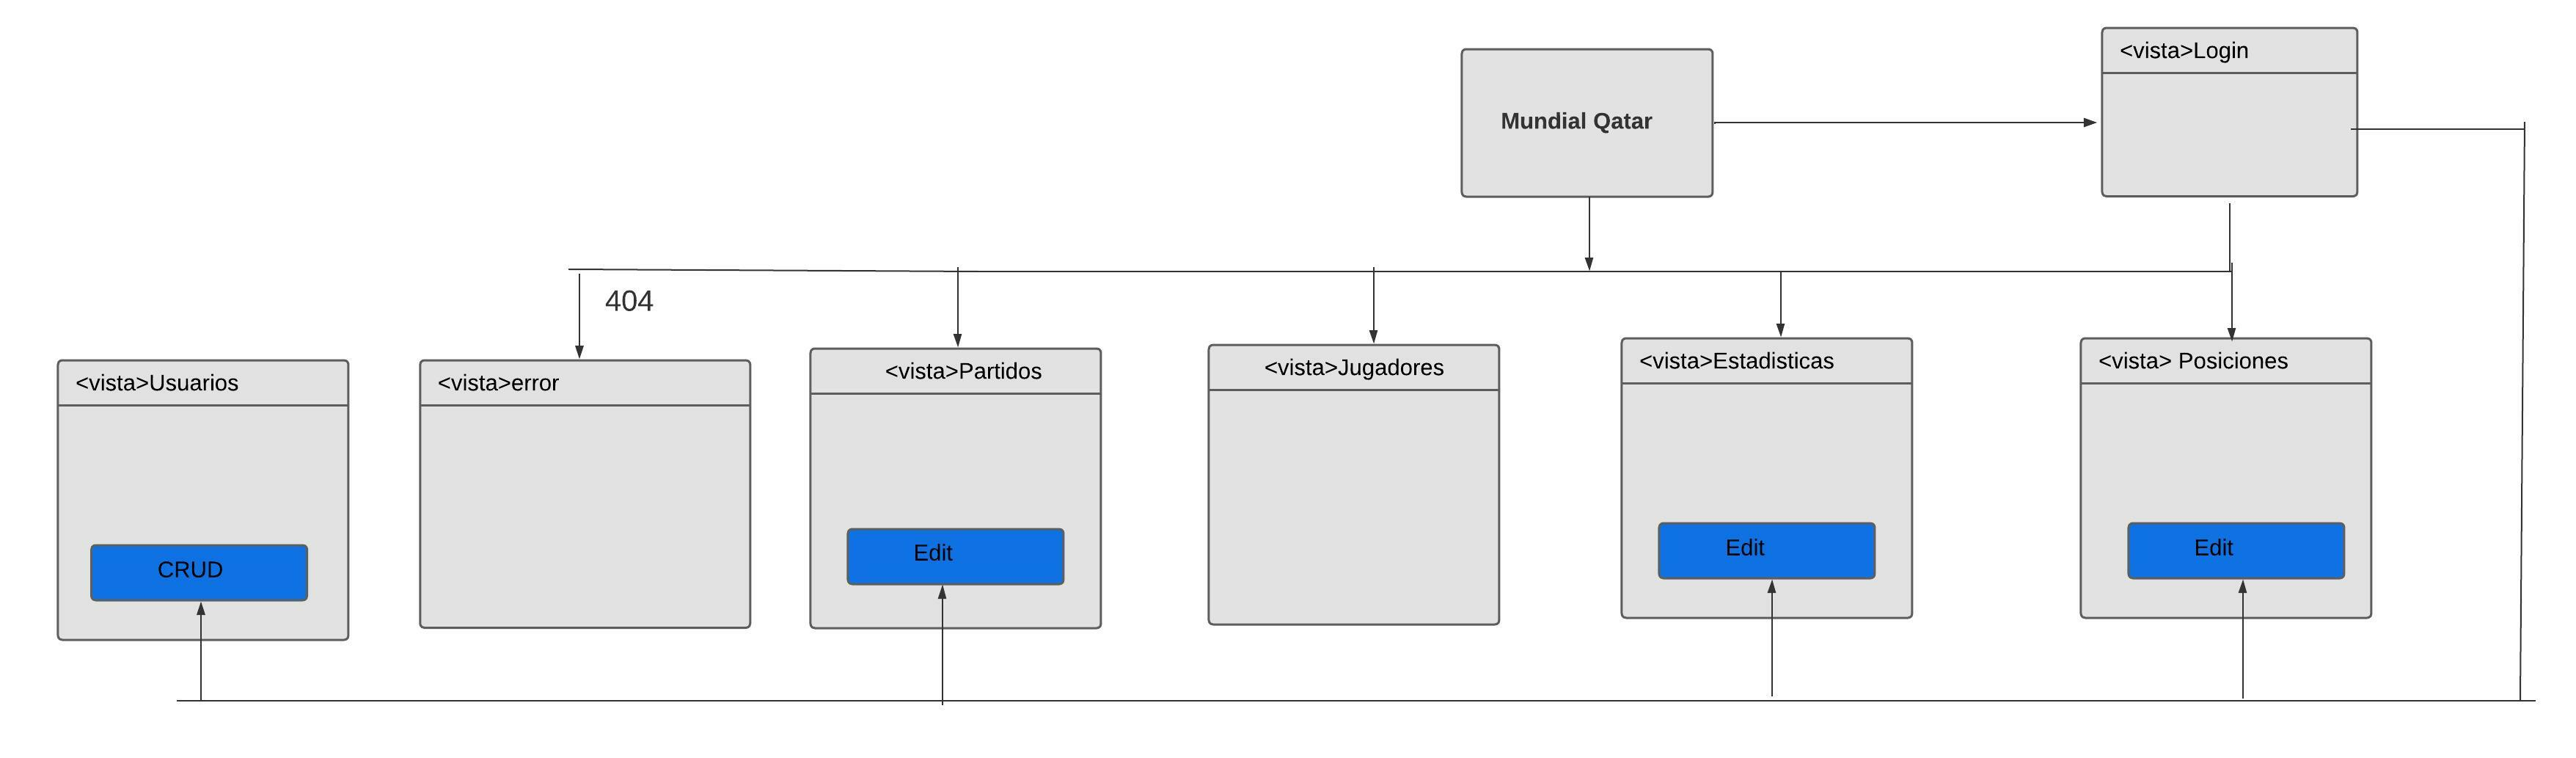 <vista>Login
Mundial Qatar
404
<vista>Usuarios
<vista>error
<vista>Partidos
<vista>Jugadores
<vista>Estadisticas
<vista> Posiciones
CRUD
Edit
Edit
Edit